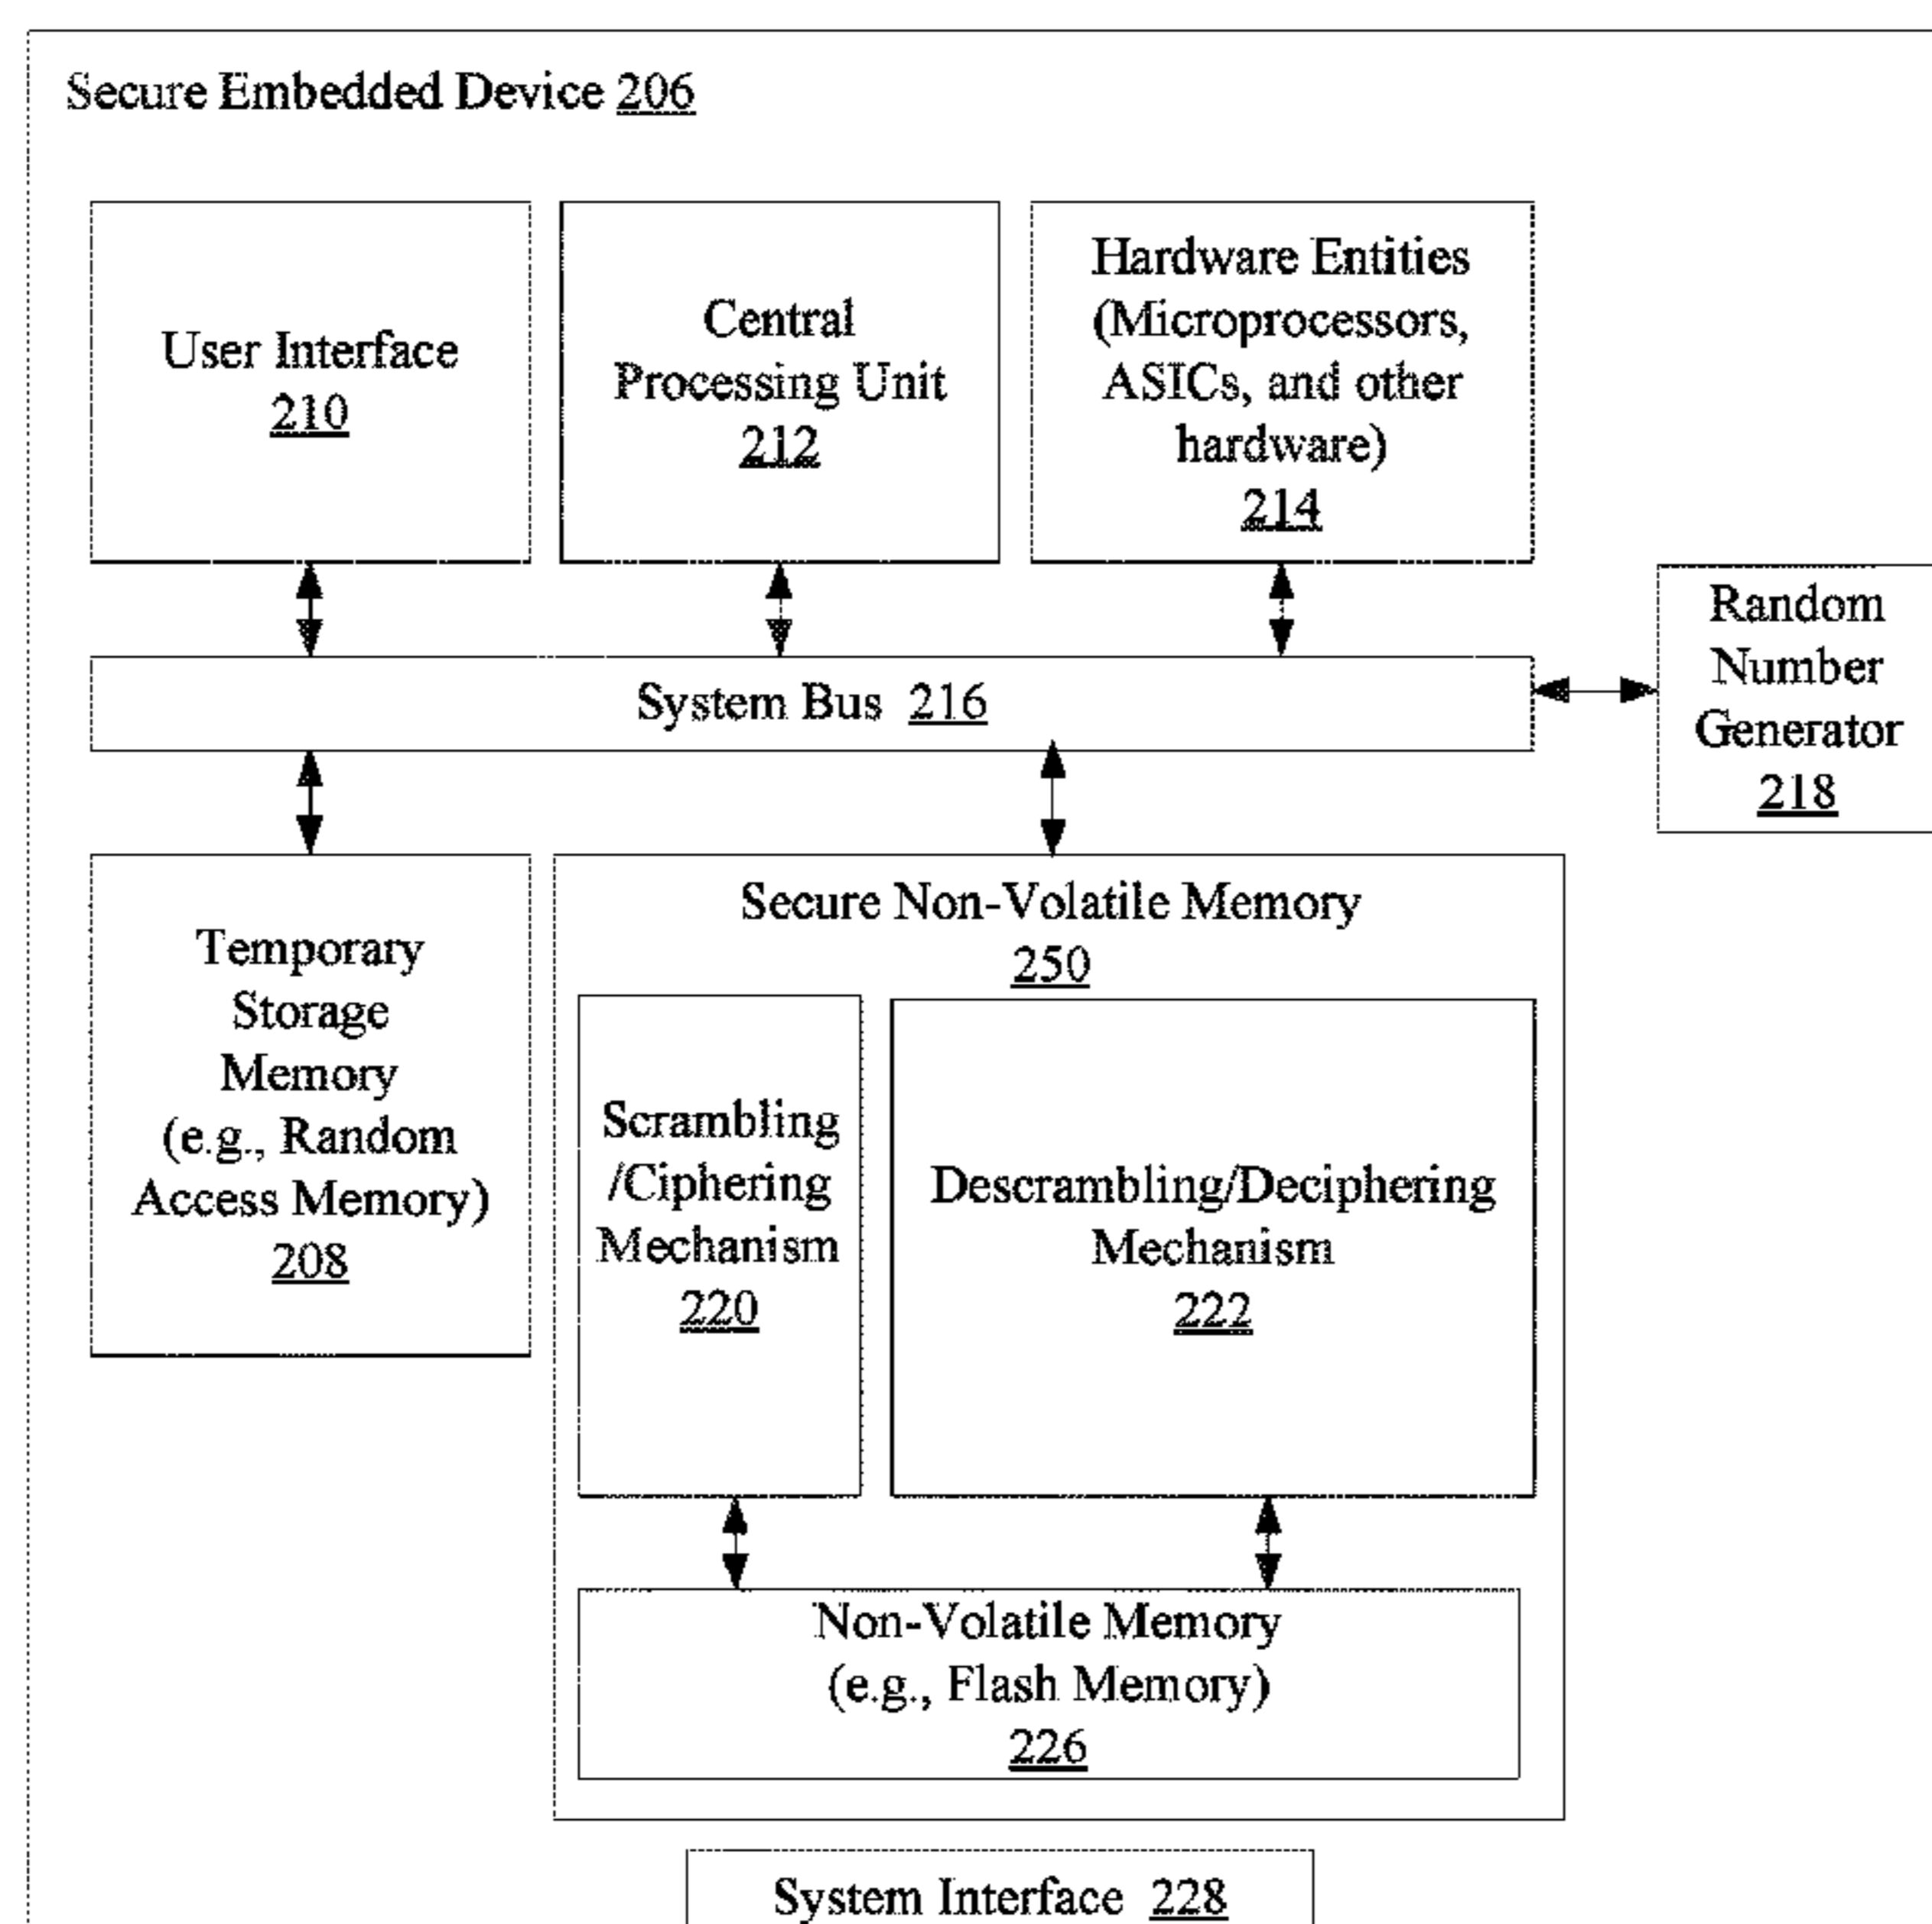 Secure Embedded Device 206
User Interface
210
Central
Processing Unit
212
Hardware Entities
(Microprocessors,
ASICs, and other
hardware)
214
System Bus 216
Random
Number
Generator
218
Temporary
Storage
Memory
(e.g., Random
Access Memory)
208
Secure Non-Volatile Memory
250
Scrambling
/Ciphering
Mechanism
220
Descrambling/Deciphering
Mechanism
222
Non-Volatile Memory
(e.g., Flash Memory)
226
System Interface 228